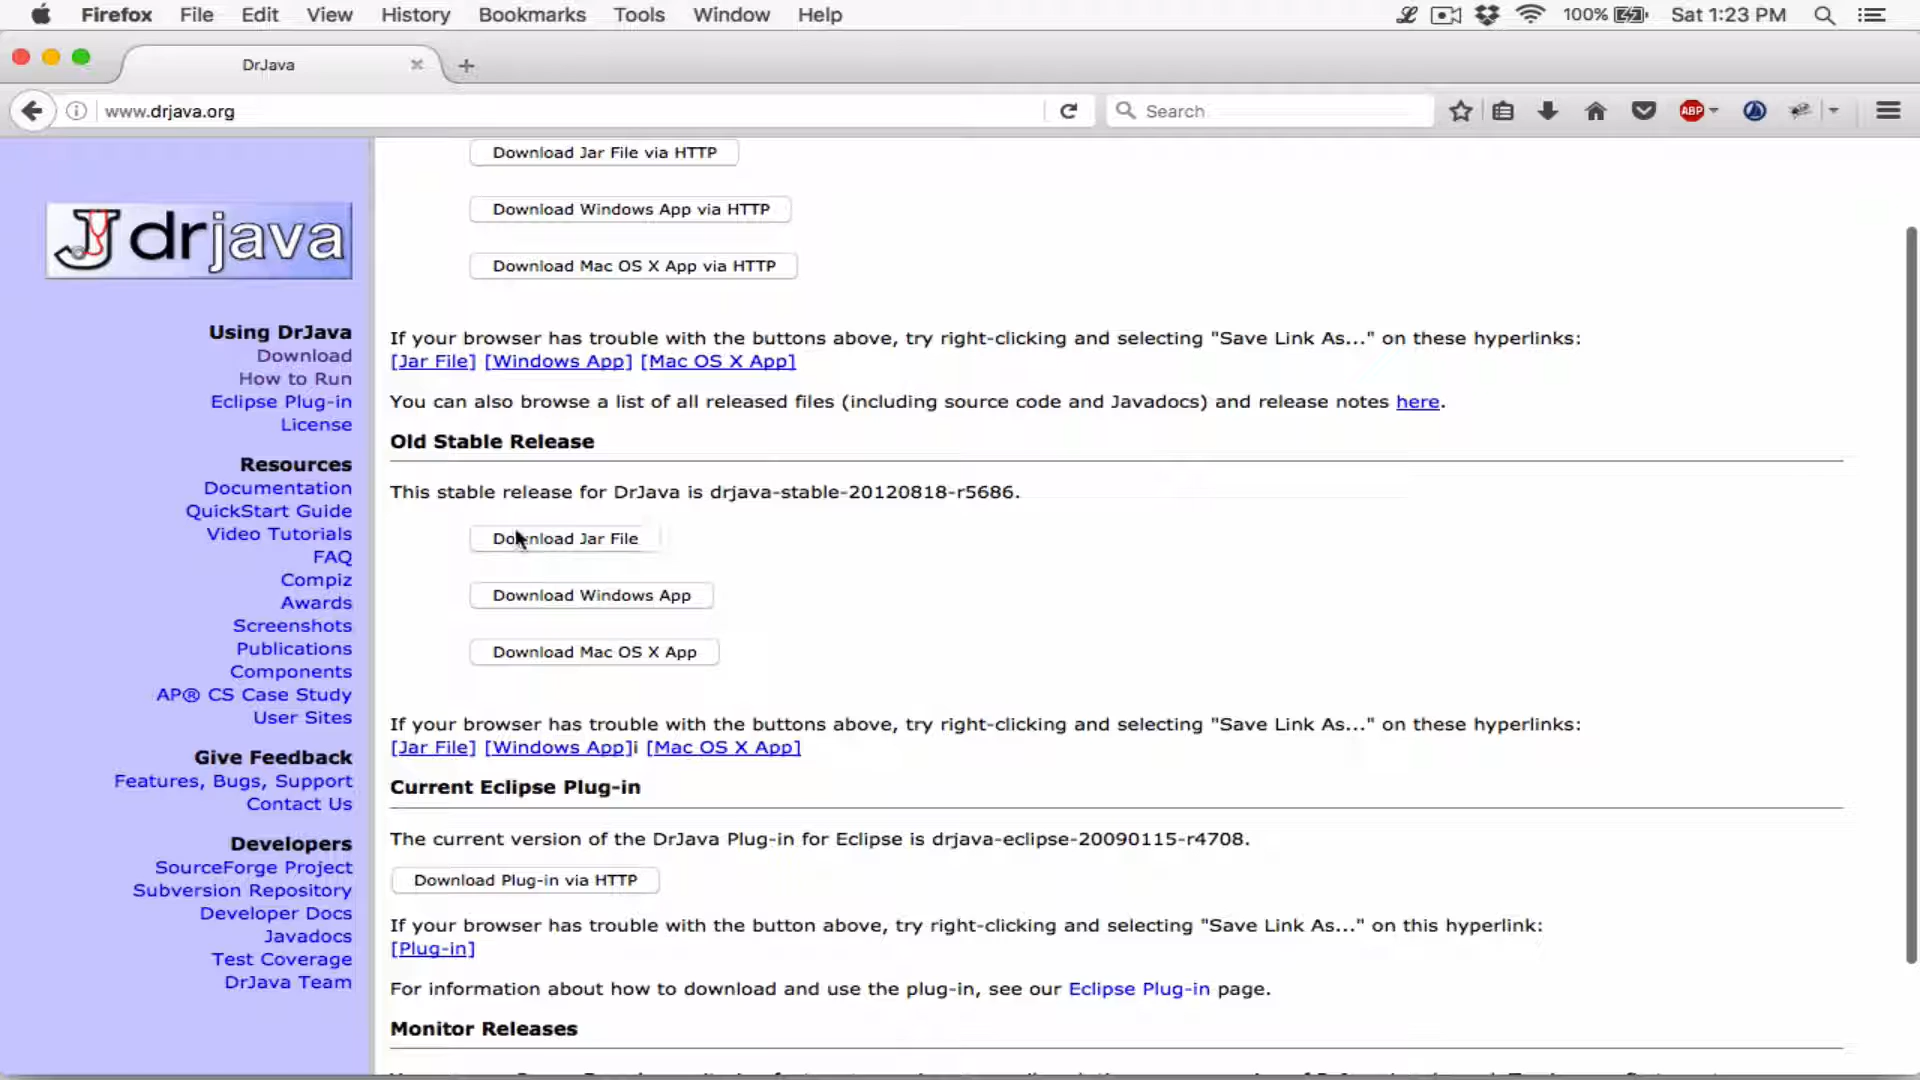 Firefox File Edit View History Bookmarks Tools Window Help 100% Sat 1:23 PM
DrJava
www.drjava.org Search ABP
drjava
Using DrJava
Download
How to Run
Eclipse Plug-in
License
Resources
Documentation
QuickStart Guide
Video Tutorials
FAQ
Compiz
Awards
Screenshots
Publications
Components
AP® CS Case Study
User Sites
Give Feedback
Features, Bugs, Support
Contact Us
Developers
SourceForge Project
Subversion Repository
Developer Docs
Javadocs
Test Coverage
DrJava Team
Download Jar File via HTTP
Download Windows App via HTTP
Download Mac OS X App via HTTP
If your browser has trouble with the buttons above, try right-clicking and selecting "Save Link As..." on these hyperlinks:
[Jar File] [Windows App] [Mac OS X App]
You can also browse a list of all released files (including source code and Javadocs) and release notes here.
Old Stable Release
This stable release for DrJava is drjava-stable-20120818-r5686.
Download Jar File
Download Windows App
Download Mac OS X App
If your browser has trouble with the buttons above, try right-clicking and selecting "Save Link As..." on these hyperlinks:
[Jar File] [Windows App]i [Mac OS X App]
Current Eclipse Plug-in
The current version of the DrJava Plug-in for Eclipse is drjava-eclipse-20090115-r4708.
Download Plug-in via HTTP
If your browser has trouble with the button above, try right-clicking and selecting "Save Link As..." on this hyperlink:
[Plug-in]
For information about how to download and use the plug-in, see our Eclipse Plug-in page.
Monitor Releases